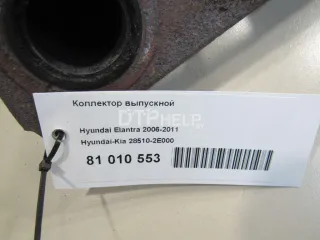 Коллектор выпускной
DTPHELP
Hyundai Elantra 2006-2011
Hyundai-Kia 28510-2E000
81 010 553